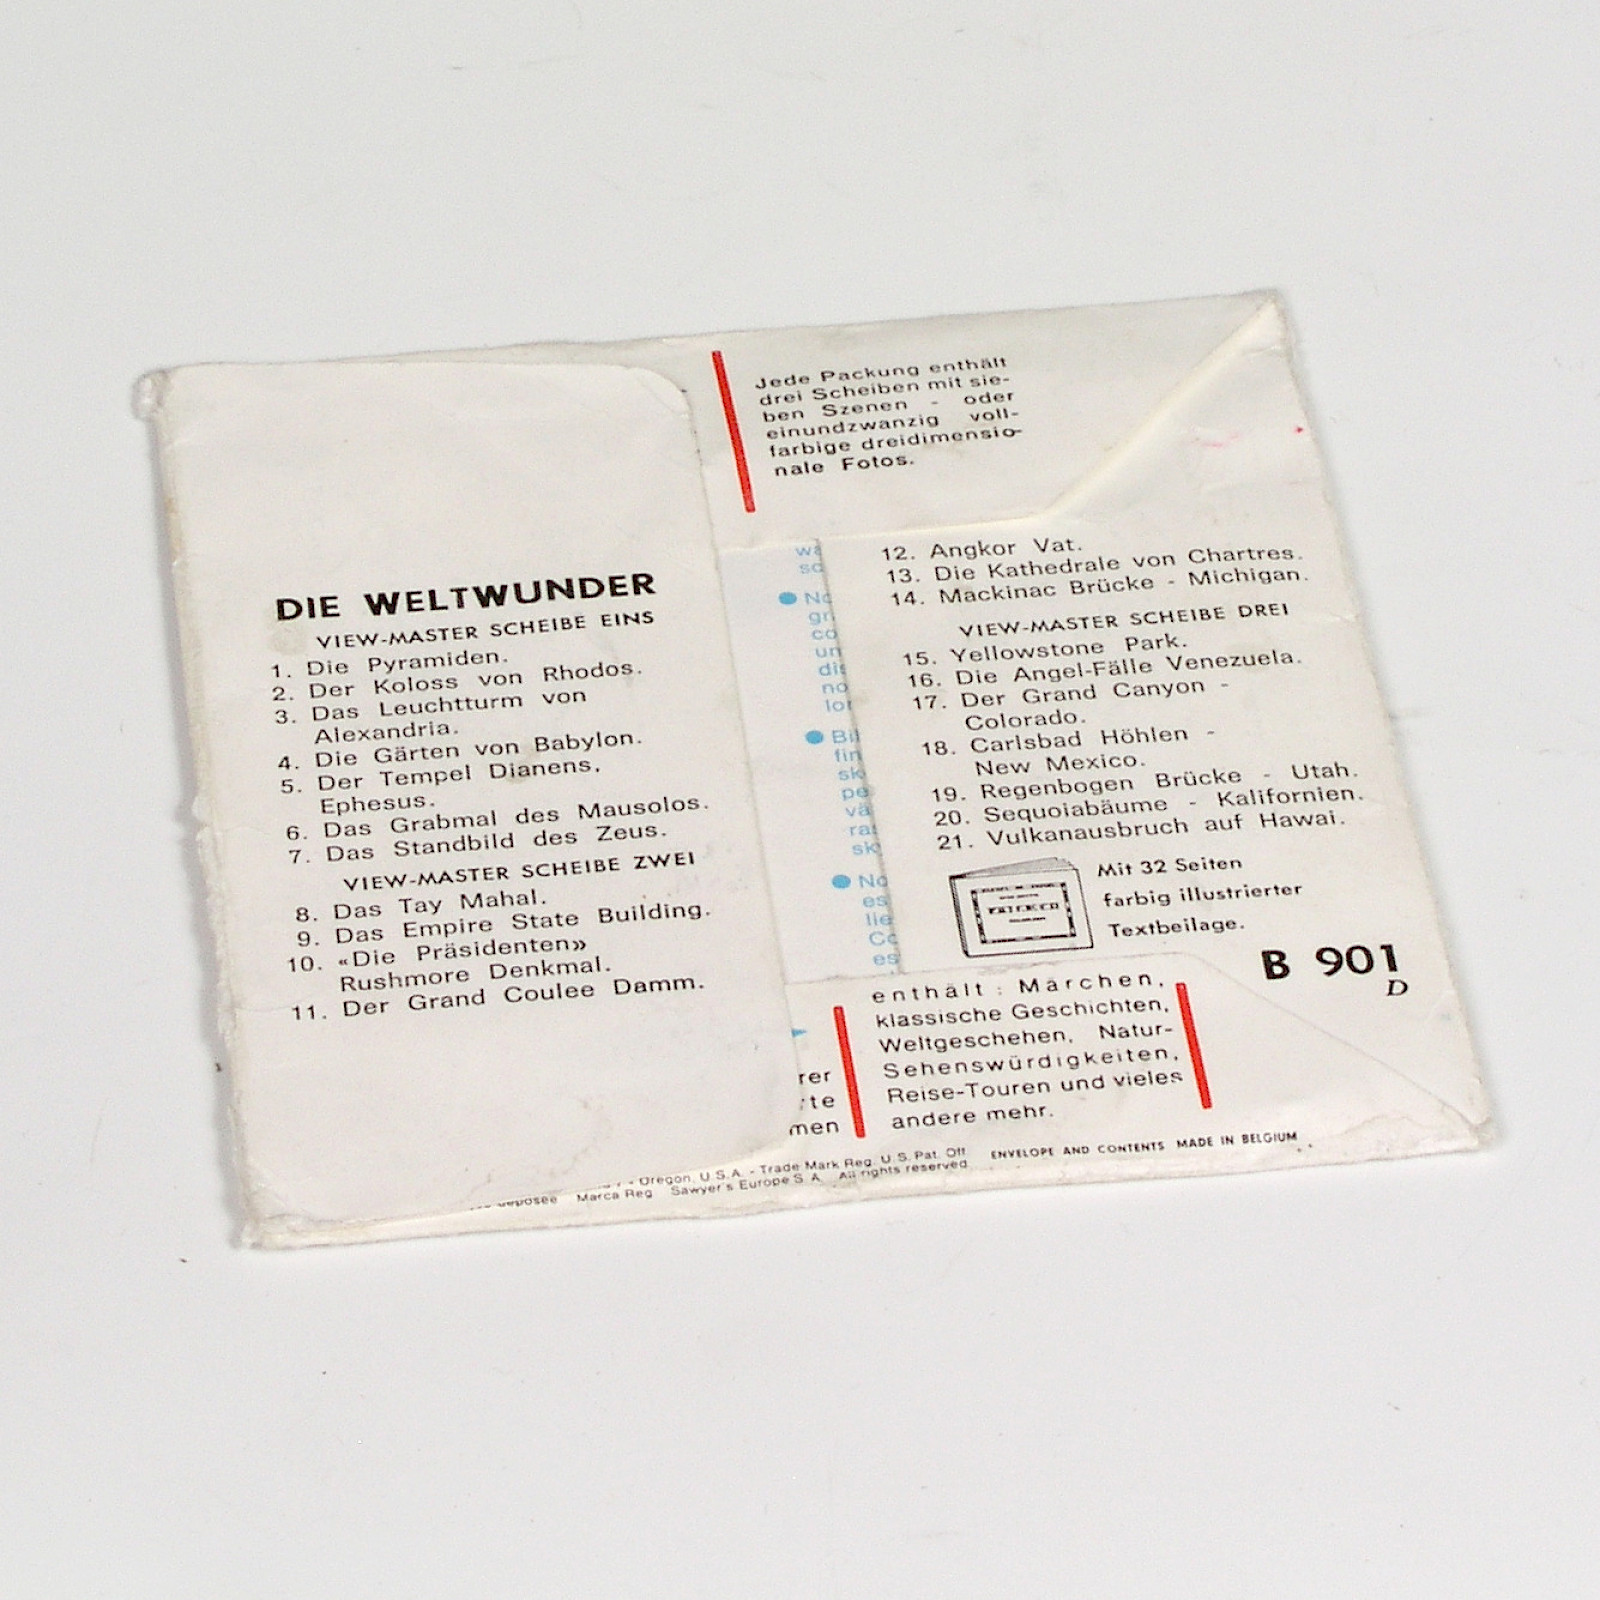 DIE WELTWUNDER
VIEW-MASTER SCHEIBE EINS
1. Die Pyramiden.
2. Der Koloss von Rhodos.
3. Das Leuchtturm von
Alexandria.
4. Die Gärten von Babylon.
5. Der Tempel Dianens,
Ephesus.
6. Das Grabmal des Mausolos.
7. Das Standbild des Zeus.
VIEW-MASTER SCHEIBE ZWEI
8. Das Tay Mahal.
9. Das Empire State Building.
10. «Die Präsidenten»
Rushmore Denkmal.
11. Der Grand Coulee Damm.
Jede Packung enthält
drei Scheiben mit sie-
ben Szenen - oder
einundzwanzig voll-
farbige dreidimensio-
nale Fotos.
12. Angkor Vat.
13. Die Kathedrale von Chartres.
14. Mackinac Brücke - Michigan.
VIEW-MASTER SCHEIBE DREI
15. Yellowstone Park.
16. Die Angel-Fälle Venezuela.
17. Der Grand Canyon -
Colorado.
18. Carlsbad Höhlen -
New Mexico.
19. Regenbogen Brücke - Utah.
20. Sequoiabäume - Kalifornien.
21. Vulkanausbruch auf Hawai.
Mit 32 Seiten
farbig illustrierter
Textbeilage.
B 901
D
enthält : Märchen,
klassische Geschichten,
Weltgeschehen, Natur-
Sehenswürdigkeiten,
Reise-Touren und vieles
andere mehr.
rer
rte
men
Oregon, U.S.A. - Trade Mark Reg. U.S. Pat. Off
ENVELOPE AND CONTENTS MADE IN BELGIUM
deposée Marca Reg Sawyer's Europe S.A. All rights reserved